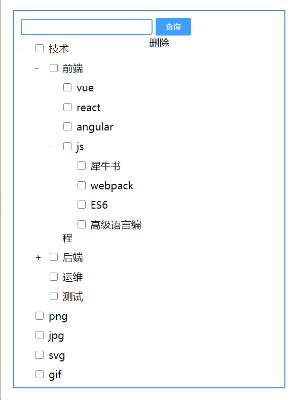 查询
删除
- 技术
- 前端
vue
react
angular
- js
犀牛书
webpack
ES6
高级语言编
程
+ 后端
运维
测试
png
jpg
svg
gif